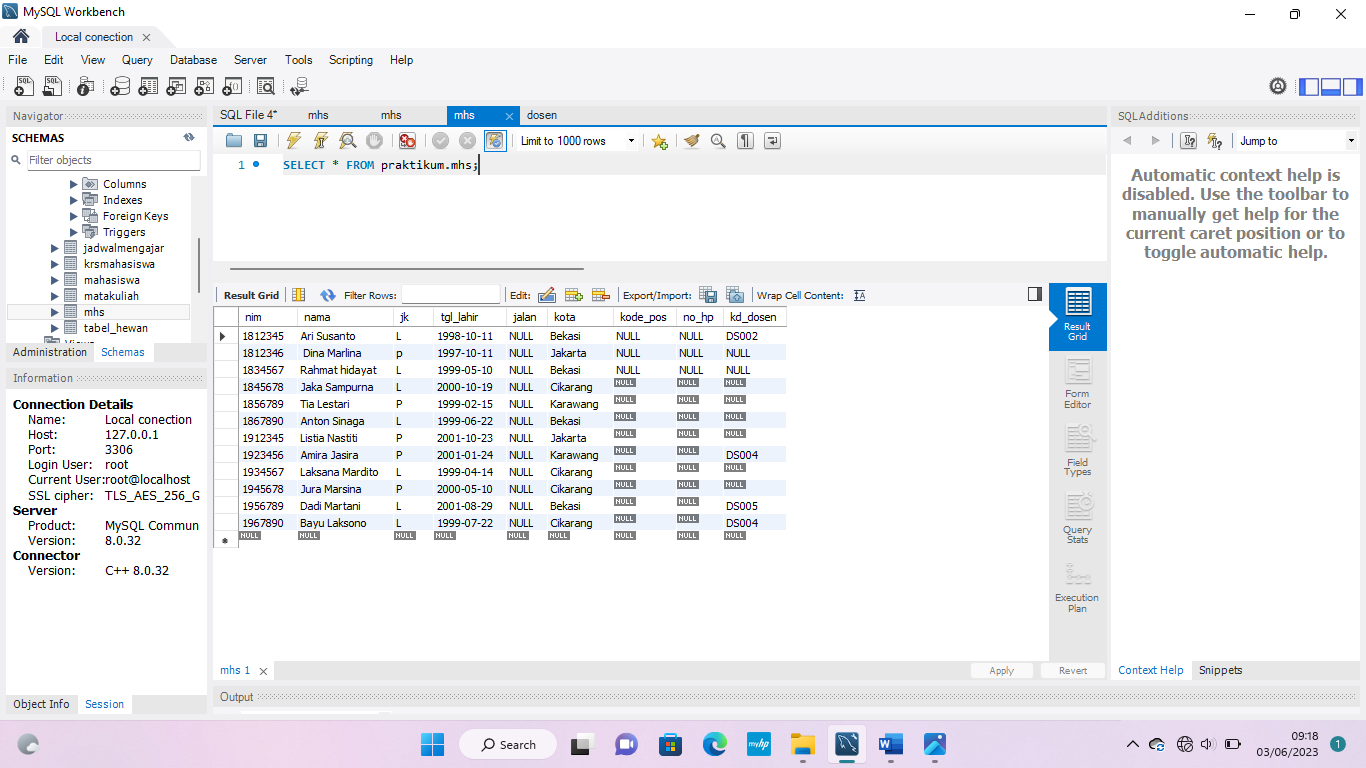 MySQL Workbench
Local conection
File Edit View Query Database Server Tools Scripting Help
Navigator
SCHEMAS
Filter objects
Columns
Indexes
Foreign Keys
Triggers
jadwalmengajar
krsmahasiswa
mahasiswa
matakuliah
mhs
tabel_hewan
Views
Administration Schemas
Information
Connection Details
Name: Local conection
Host: 127.0.0.1
Port: 3306
Login User: root
Current User:root@localhost
SSL cipher: TLS_AES_256_G
Server
Product: MySQL Commun
Version: 8.0.32
Connector
Version: C++ 8.0.32
Object Info Session
SQL File 4* mhs mhs mhs dosen
Limit to 1000 rows
1 SELECT * FROM praktikum.mhs;
Result Grid Filter Rows: Edit: Export/Import: Wrap Cell Content:
nim nama jk tgl_lahir jalan kota kode_pos no_hp kd_dosen
1812345 Ari Susanto L 1998-10-11 NULL Bekasi NULL NULL DS002
1812346 Dina Marlina p 1997-10-11 NULL Jakarta NULL NULL NULL
1834567 Rahmat hidayat L 1999-05-10 NULL Bekasi NULL NULL NULL
1845678 Jaka Sampurna L 2000-10-19 NULL Cikarang NULL NULL NULL
1856789 Tia Lestari P 1999-02-15 NULL Karawang NULL NULL NULL
1867890 Anton Sinaga L 1999-06-22 NULL Bekasi NULL NULL NULL
1912345 Listia Nastiti P 2001-10-23 NULL Jakarta NULL NULL NULL
1923456 Amira Jasira P 2001-01-24 NULL Karawang NULL NULL DS004
1934567 Laksana Mardito L 1999-04-14 NULL Cikarang NULL NULL NULL
1945678 Jura Marsina P 2000-05-10 NULL Cikarang NULL NULL NULL
1956789 Dadi Martani L 2001-08-29 NULL Bekasi NULL NULL DS005
1967890 Bayu Laksono L 1999-07-22 NULL Cikarang NULL NULL DS004
NULL NULL NULL NULL NULL NULL NULL NULL NULL
Result
Grid
Form
Editor
Field
Types
Query
Stats
Execution
Plan
mhs 1 Apply Revert
Output
SQLAdditions
Jump to
Automatic context help is
disabled. Use the toolbar to
manually get help for the
current caret position or to
toggle automatic help.
Context Help Snippets
Search
09:18
03/06/2023
1